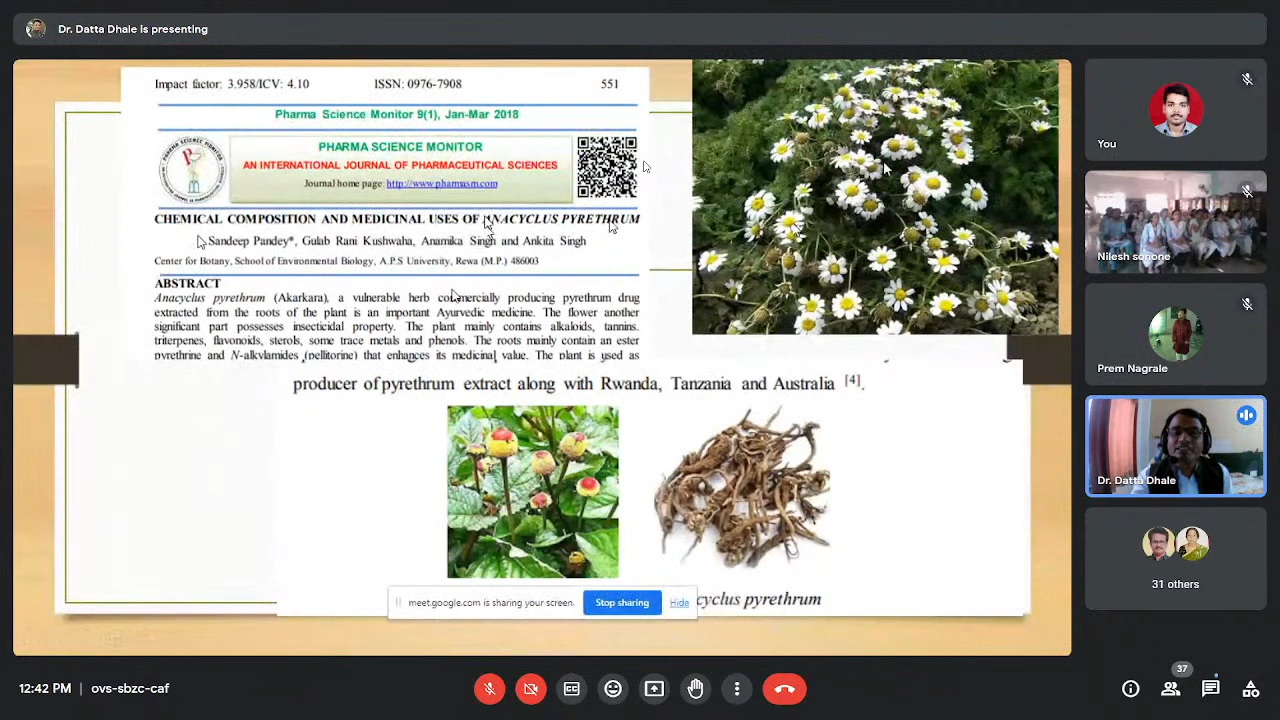 Dr. Datta Dhale is presenting
Impact factor: 3.958/ICV: 4.10 ISSN: 0976-7908 551
Pharma Science Monitor 9(1), Jan-Mar 2018
PHARMA SCIENCE MONITOR
AN INTERNATIONAL JOURNAL OF PHARMACEUTICAL SCIENCES
Journal home page: http://www.pharmasm.com
CHEMICAL COMPOSITION AND MEDICINAL USES OF ANACYCLUS PYRETHRUM
Sandeep Pandey*, Gulab Rani Kushwaha, Anamika Singh and Ankita Singh
Center for Botany, School of Environmental Biology, A.P.S University, Rewa (M.P.) 486003
ABSTRACT
Anacyclus pyrethrum (Akarkara), a vulnerable herb commercially producing pyrethrum drug
extracted from the roots of the plant is an important Ayurvedic medicine. The flower another
significant part possesses insecticidal property. The plant mainly contains alkaloids, tannins.
triterpenes, flavonoids, sterols, some trace metals and phenols. The roots mainly contain an ester
pyrethrine and N-alkylamides (pellitorine) that enhances its medicinal value. The plant is used as
producer of pyrethrum extract along with Rwanda, Tanzania and Australia [4].
meet.google.com is sharing your screen. Stop sharing Hide
cyclus pyrethrum
You
Nilesh sonone
Prem Nagrale
Dr. Datta Dhale
31 others
12:42 PM | ovs-sbzc-caf
37